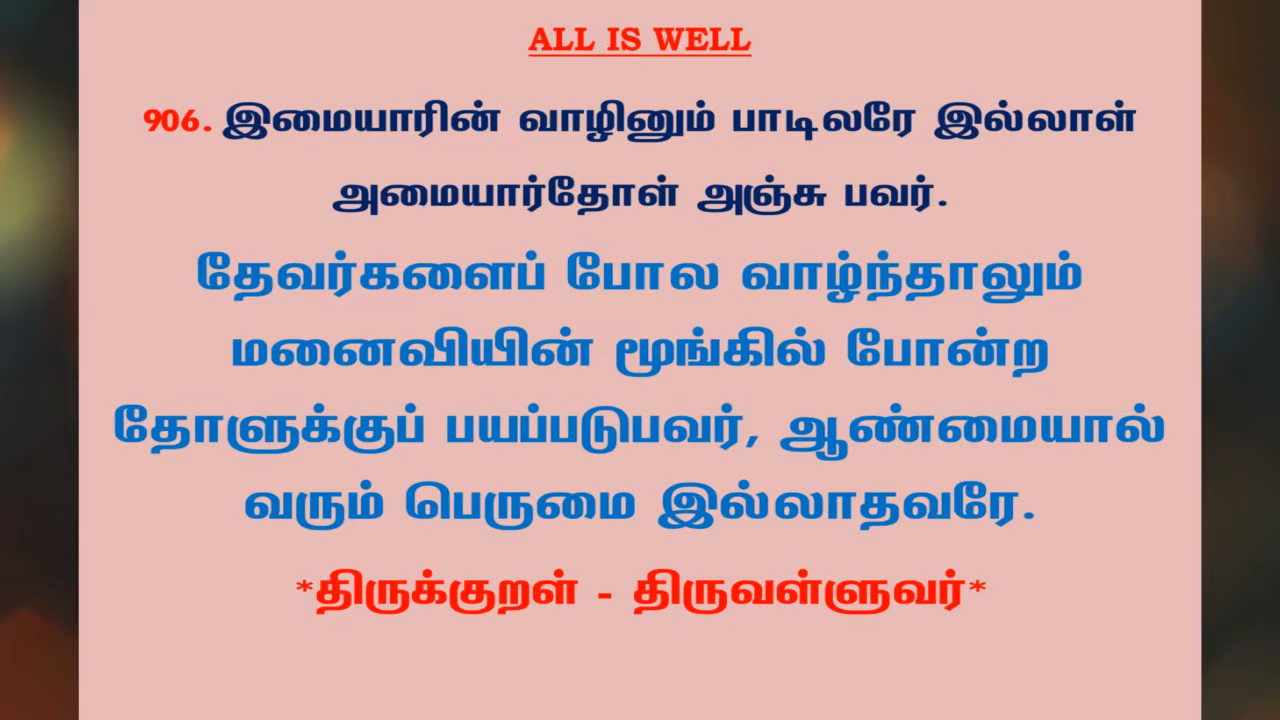 ALL IS WELL
906. இமையாரின் வாழினும் பாடிலரே இல்லாள்
அமையார்தோள் அஞ்சு பவர்.
தேவர்களைப் போல வாழ்ந்தாலும்
மனைவியின் மூங்கில் போன்ற
தோளுக்குப் பயப்படுபவர், ஆண்மையால்
வரும் பெருமை இல்லாதவரே.
*திருக்குறள் - திருவள்ளுவர்*